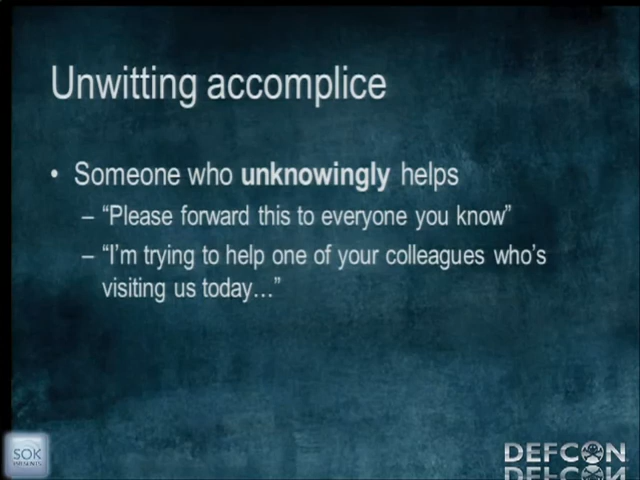 Unwitting accomplice
• Someone who unknowingly helps
– “Please forward this to everyone you know”
– “I’m trying to help one of your colleagues who’s
visiting us today…”
SOK
PRESENTS
DEFCON